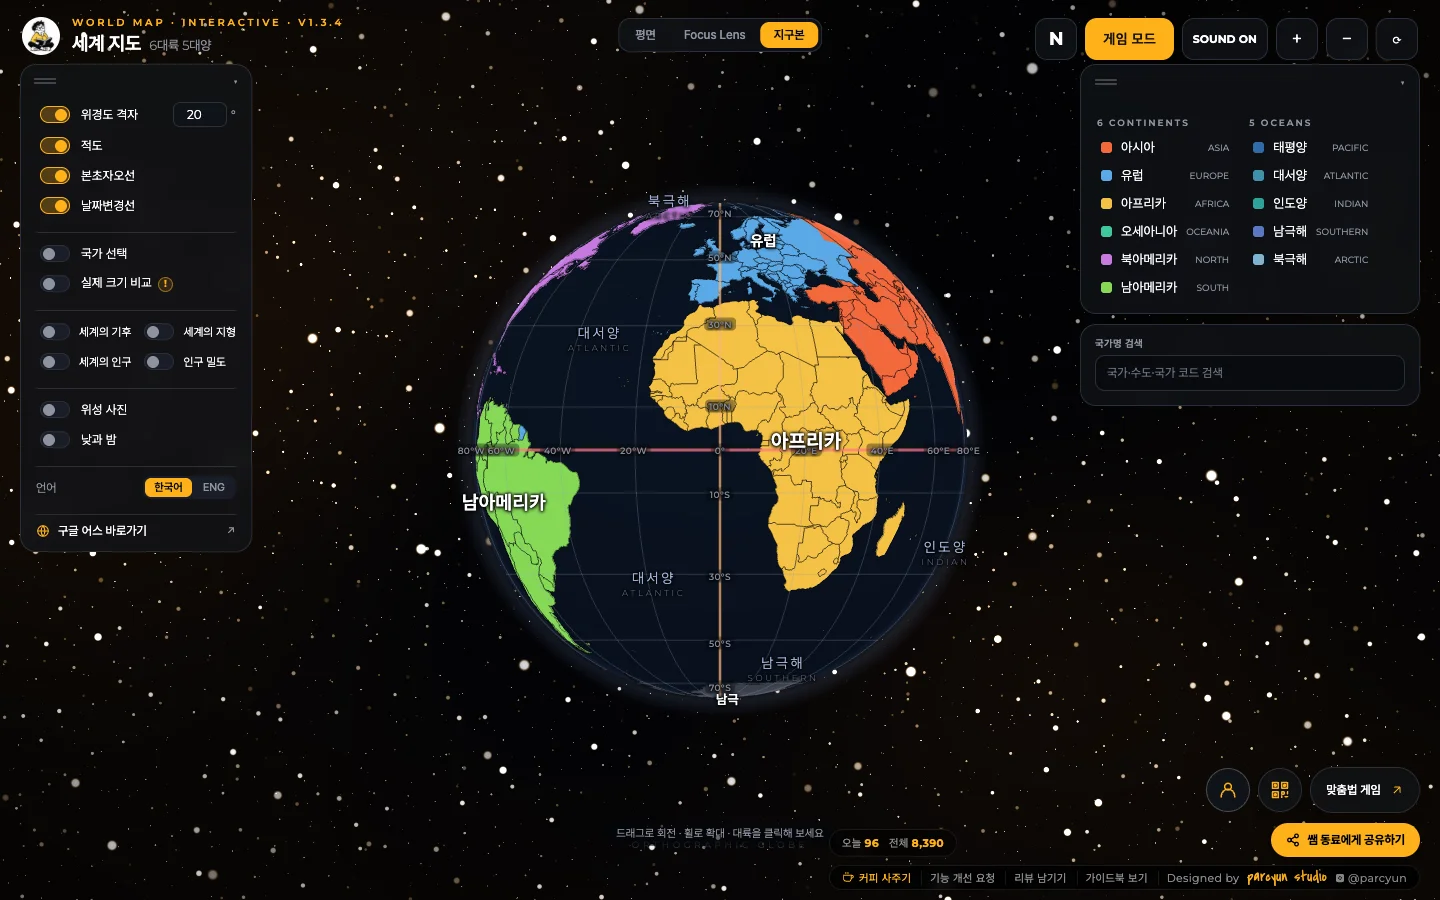 WORLD MAP · INTERACTIVE · V1.3.4
세계 지도 6대륙 5대양
평면 Focus Lens 지구본
N 게임 모드 SOUND ON + − ⟳
위경도 격자 20 °
적도
본초자오선
날짜변경선
국가 선택
실제 크기 비교 !
세계의 기후 세계의 지형
세계의 인구 인구 밀도
위성 사진
낮과 밤
언어 한국어 ENG
구글 어스 바로가기 ↗
6 CONTINENTS 5 OCEANS
아시아 ASIA 태평양 PACIFIC
유럽 EUROPE 대서양 ATLANTIC
아프리카 AFRICA 인도양 INDIAN
오세아니아 OCEANIA 남극해 SOUTHERN
북아메리카 NORTH 북극해 ARCTIC
남아메리카 SOUTH
국가명 검색
국가·수도·국가 코드 검색
북극해
70°N
유럽
50°N
30°N
대서양
ATLANTIC
10°N
아프리카
80°W 60°W 40°W 20°W 0° 20°E 40°E 60°E 80°E
10°S
남아메리카
인도양
INDIAN
30°S
대서양
ATLANTIC
50°S
남극해
SOUTHERN
70°S
남극
맞춤법 게임 ↗
드래그로 회전 · 휠로 확대 · 대륙을 클릭해 보세요
ORTHOGRAPHIC GLOBE
오늘 96 전체 8,390
쌤 동료에게 공유하기
커피 사주기 기능 개선 요청 리뷰 남기기 가이드북 보기 Designed by parcyun studio @parcyun